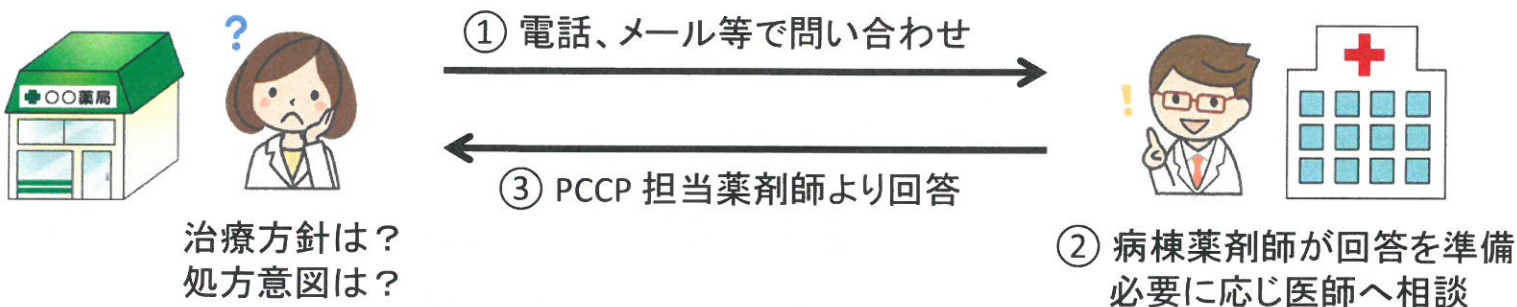 ① 電話、メール等で問い合わせ
?
○○薬局
!
③ PCCP 担当薬剤師より回答
治療方針は？
処方意図は？
② 病棟薬剤師が回答を準備
必要に応じ医師へ相談